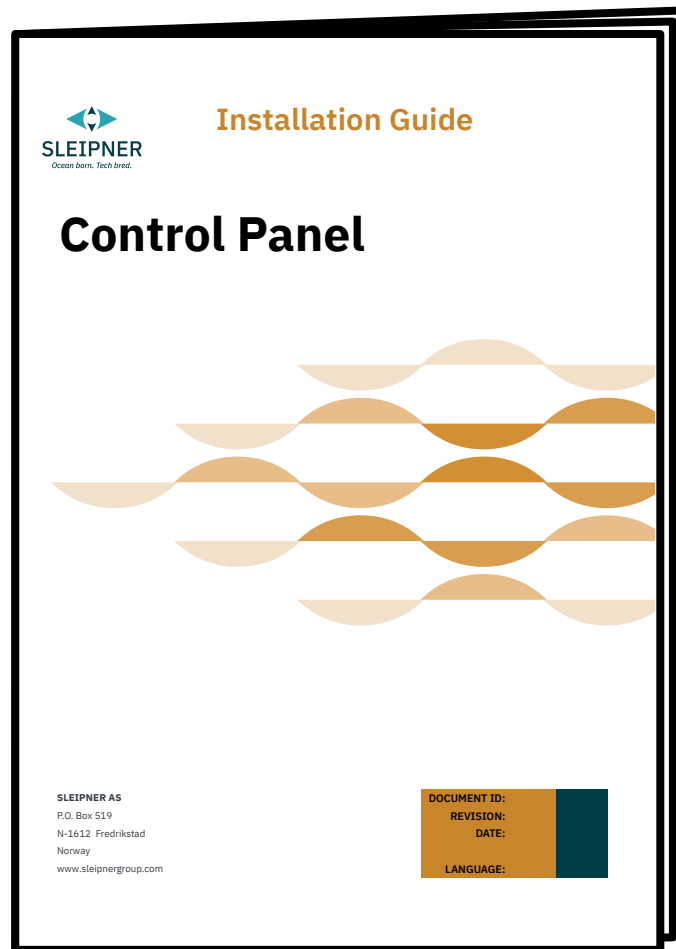 Installation Guide
SLEIPNER
Ocean born. Tech bred.
Control Panel
SLEIPNER AS
P.O. Box 519
N-1612 Fredrikstad
Norway
www.sleipnergroup.com
DOCUMENT ID:
REVISION:
DATE:
LANGUAGE: